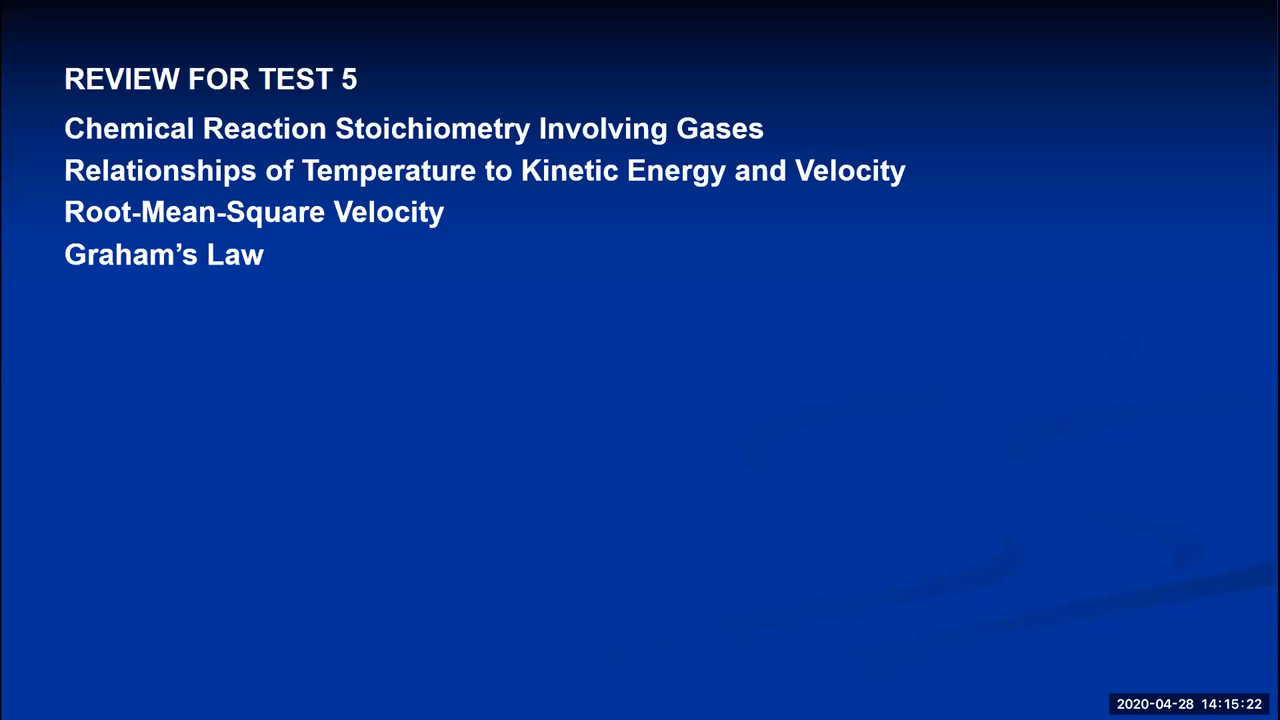 REVIEW FOR TEST 5
Chemical Reaction Stoichiometry Involving Gases
Relationships of Temperature to Kinetic Energy and Velocity
Root-Mean-Square Velocity
Graham’s Law
2020-04-28 14:15:22